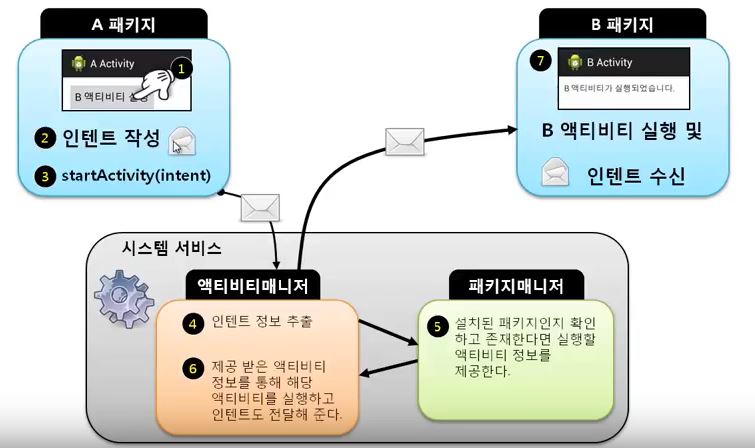 A 패키지
A Activity
1
B 액티비티
2 인텐트 작성
3 startActivity(intent)
B 패키지
7
B Activity
B 액티비티가 실행되었습니다.
B 액티비티 실행 및
인텐트 수신
시스템 서비스
액티비티매니저
4 인텐트 정보 추출
6 제공 받은 액티비티
정보를 통해 해당
액티비티를 실행하고
인텐트도 전달해 준다.
패키지매니저
5 설치된 패키지인지 확인
하고 존재한다면 실행할
액티비티 정보를
제공한다.